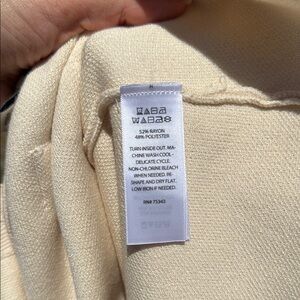 52% RAYON
48% POLYESTER
TURN INSIDE OUT. MA-
CHINE WASH COOL-
DELICATE CYCLE.
NON-CHLORINE BLEACH
WHEN NEEDED. RE-
SHAPE AND DRY FLAT.
LOW IRON IF NEEDED.
RN# 73343